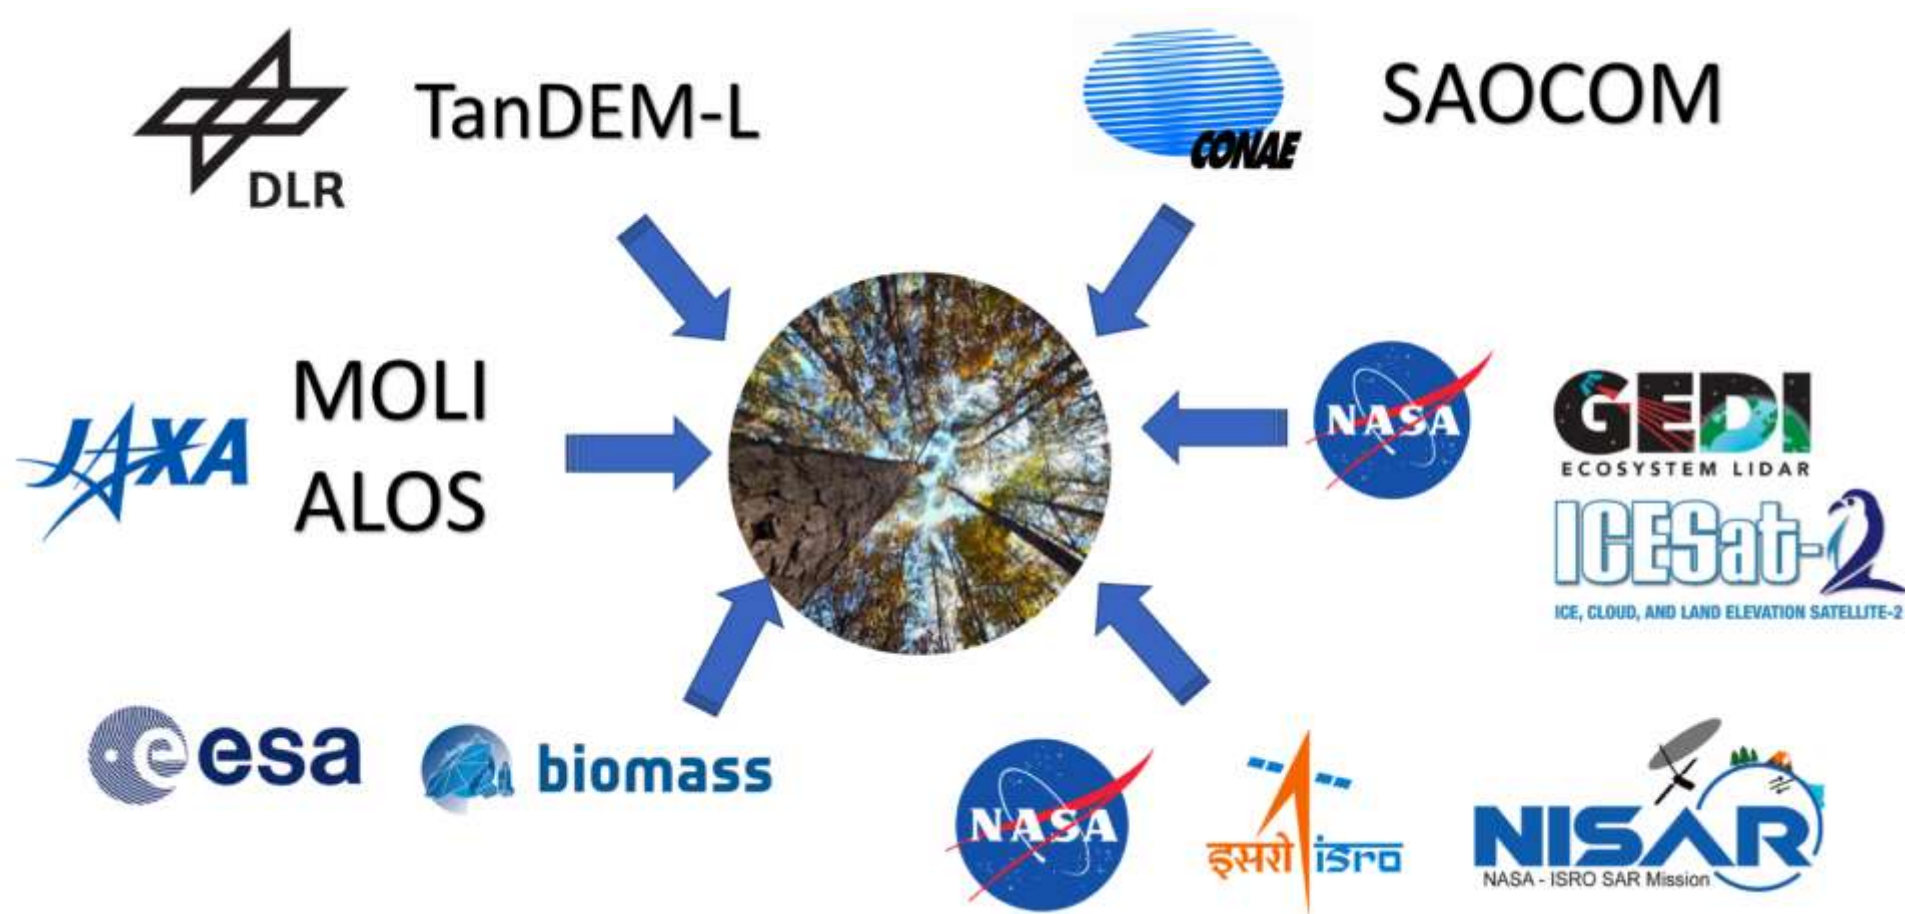 DLR
TanDEM-L
CONAE
SAOCOM
JAXA
MOLI
ALOS
NASA
GEDI
ECOSYSTEM LIDAR
ICESat-2
ICE, CLOUD, AND LAND ELEVATION SATELLITE-2
esa
biomass
NASA
इसरो isro
NISAR
NASA - ISRO SAR Mission